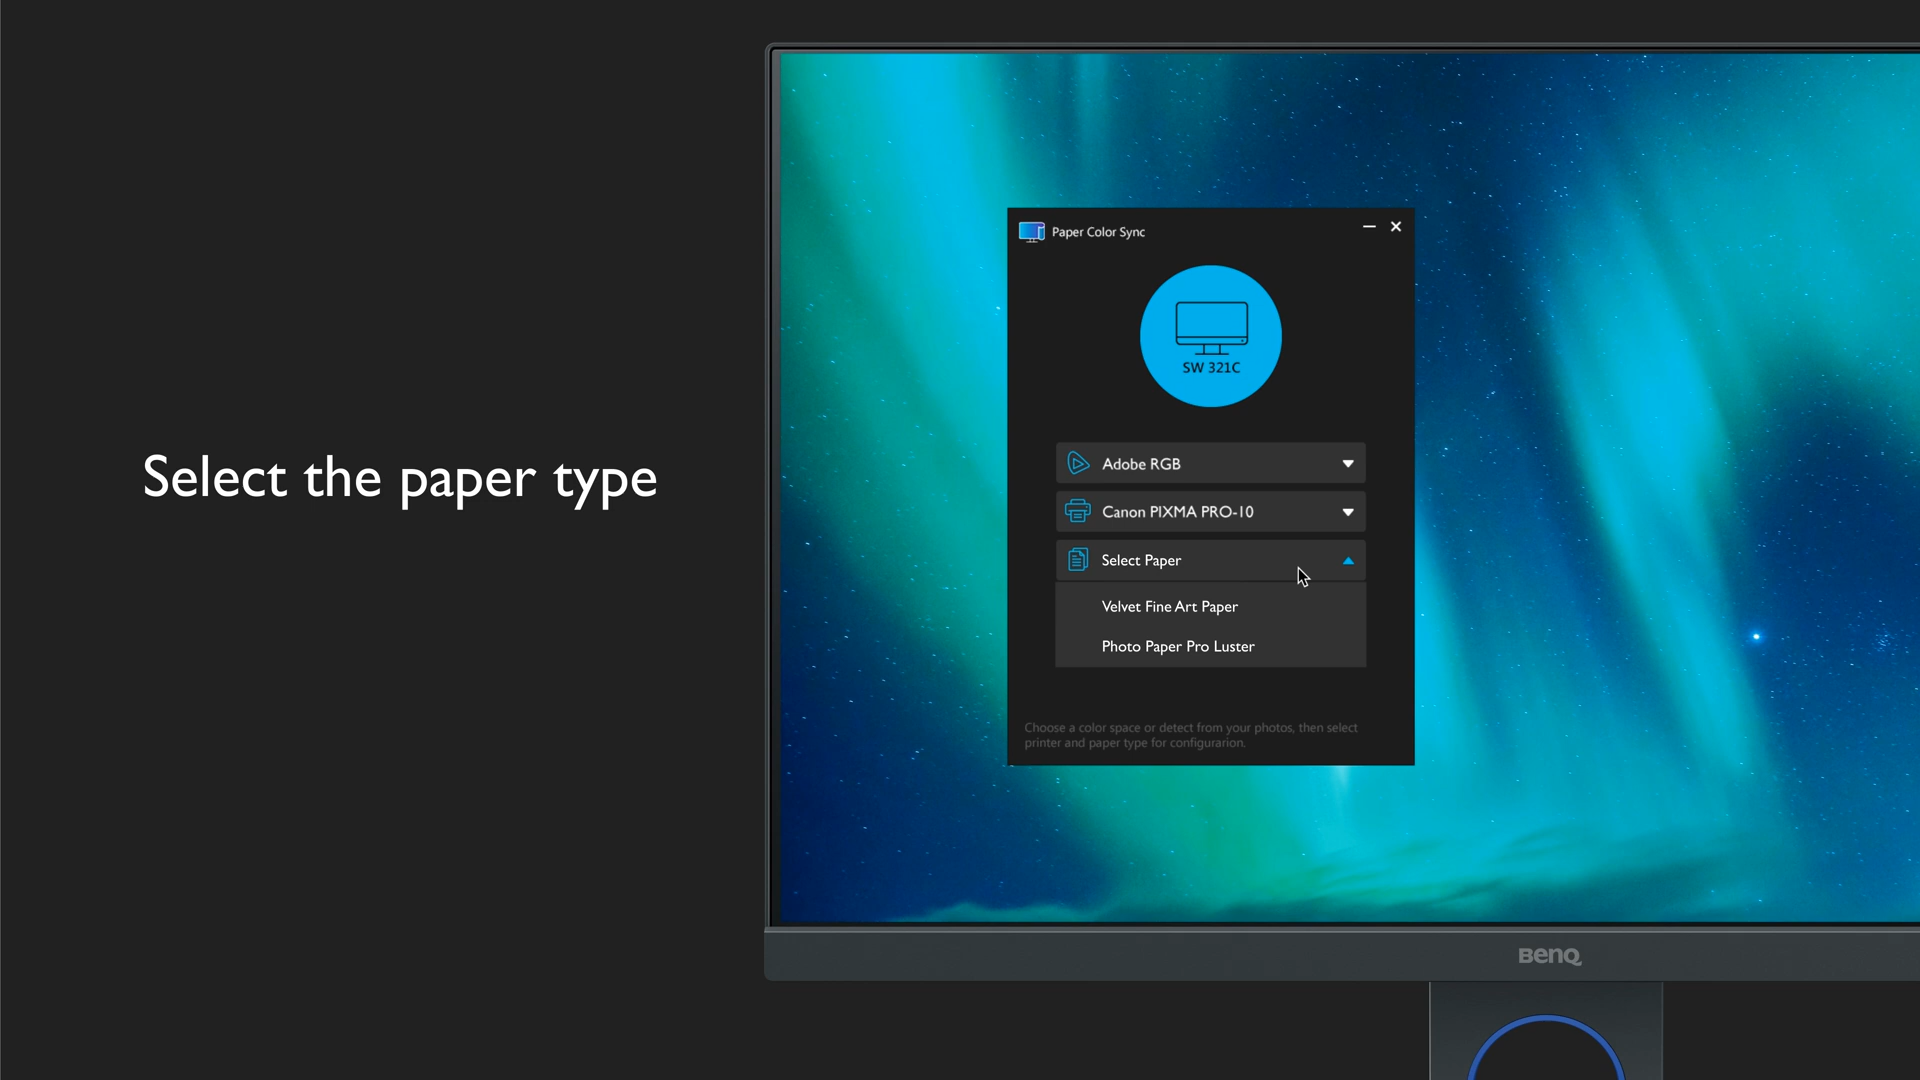 Select the paper type
Paper Color Sync
SW 321C
Adobe RGB
Canon PIXMA PRO-10
Select Paper
Velvet Fine Art Paper
Photo Paper Pro Luster
Choose a color space or detect from your photos, then select
printer and paper type for configurarion.
BenQ